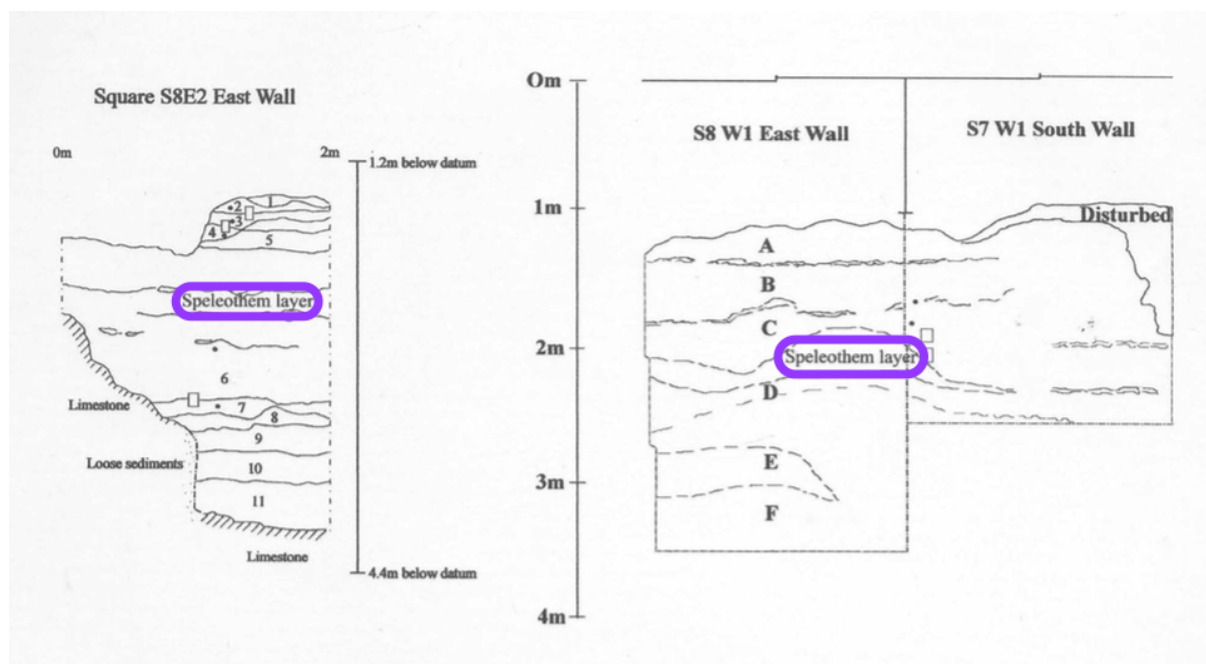 Square S8E2 East Wall
0m
2m
1.2m below datum
1
2
3
4
5
Speleothem layer
6
Limestone
7
8
9
Loose sediments
10
11
Limestone
4.4m below datum
Om
S8 W1 East Wall
S7 W1 South Wall
1m
Disturbed
A
B
C
2m
Speleothem layer
D
E
3m
F
4m